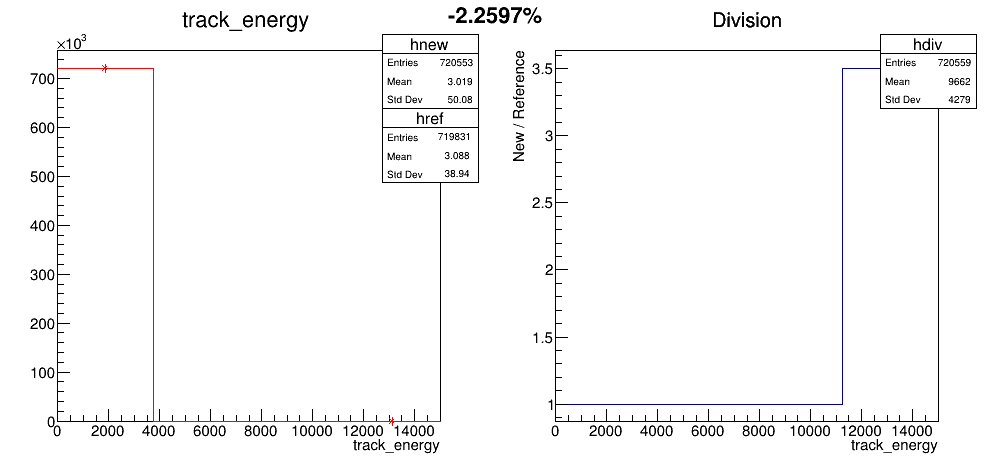 -2.2597%
track_energy
×10³
hnew
Entries 720553
Mean 3.019
Std Dev 50.08
href
Entries 719831
Mean 3.088
Std Dev 38.94
700
600
500
400
300
200
100
0
0 2000 4000 6000 8000 10000 12000 14000
track_energy
Division
hdiv
Entries 720559
Mean 9662
Std Dev 4279
New / Reference
3.5
3
2.5
2
1.5
1
0 2000 4000 6000 8000 10000 12000 14000
track_energy